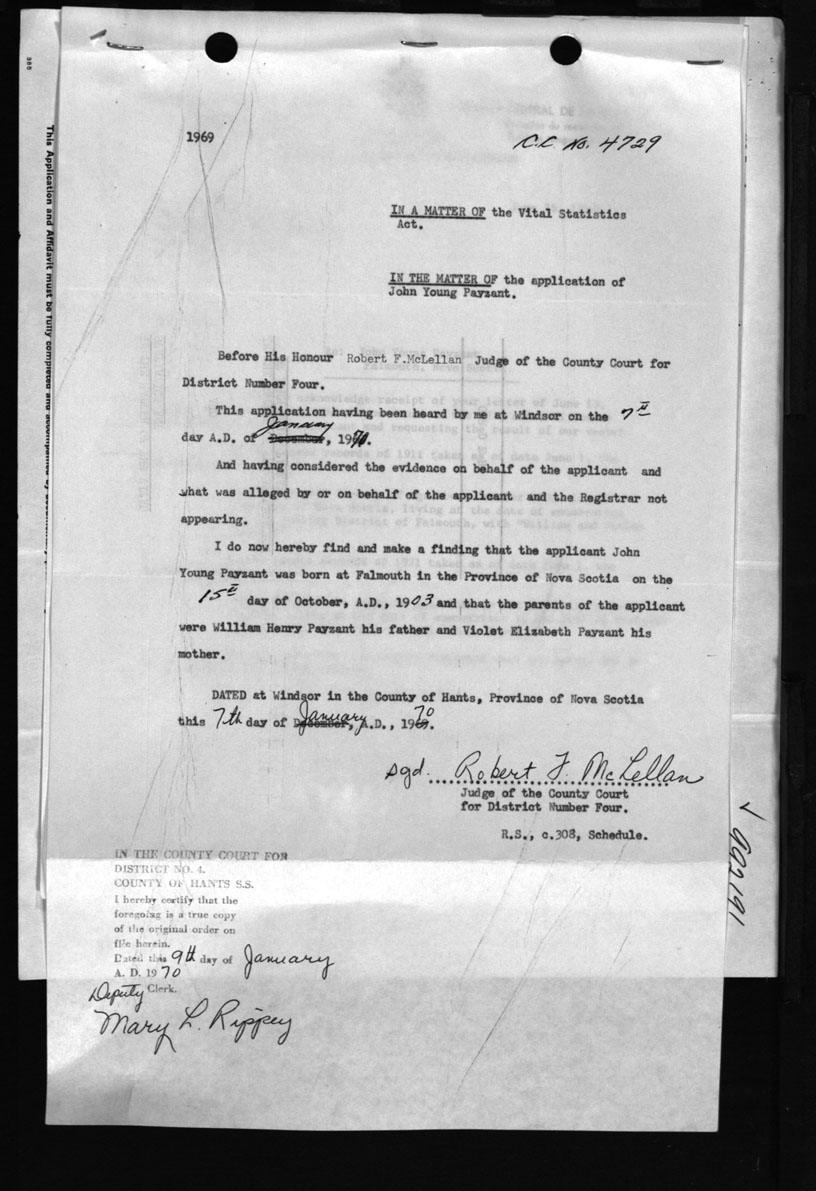 1969
C.C. No. 4729
IN A MATTER OF the Vital Statistics
Act.
IN THE MATTER OF the application of
John Young Payzant.
Before His Honour Robert F.McLellan Judge of the County Court for
District Number Four.
This application having been heard by me at Windsor on the 7th
January
day A.D. of December, 1970.
And having considered the evidence on behalf of the applicant and
what was alleged by or on behalf of the applicant and the Registrar not
appearing.
I do now hereby find and make a finding that the applicant John
Young Payzant was born at Falmouth in the Province of Nova Scotia on the
15th day of October, A.D., 1903 and that the parents of the applicant
were William Henry Payzant his father and Violet Elizabeth Payzant his
mother.
DATED at Windsor in the County of Hants, Province of Nova Scotia
January 70
this 7th day of December, A.D., 1969.
sgd. Robert F. McLellan
Judge of the County Court
for District Number Four.
R.S., c.308, Schedule.
IN THE COUNTY COURT FOR
DISTRICT NO. 4.
COUNTY OF HANTS S.S.
I hereby certify that the
foregoing is a true copy
of the original order on
file herein.
Dated this 9th day of January
A. D. 1970
Deputy Clerk.
Mary L. Rippey
This Application and Affidavit must be fully completed and accompanied by
992191